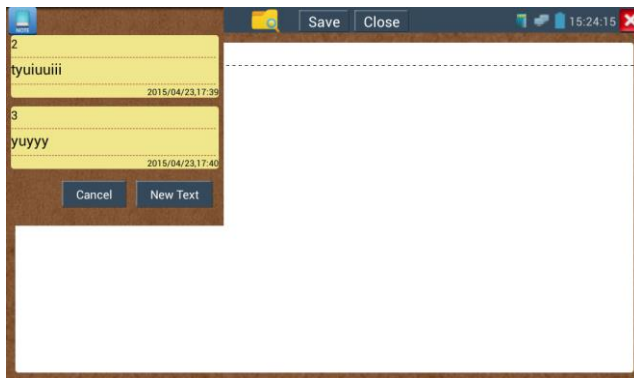 NOTE
Save Close
15:24:15
2
tyuiuuiii
2015/04/23,17:39
3
yuyyy
2015/04/23,17:40
Cancel New Text